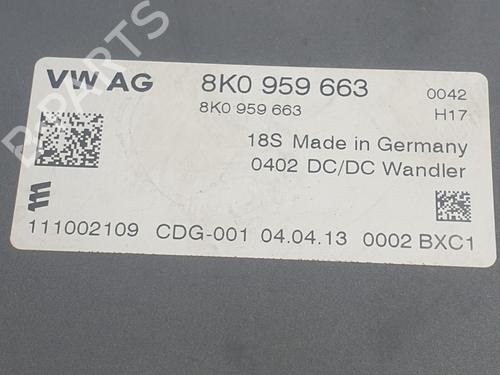 VW AG 8K0 959 663 0042
8K0 959 663 H17
18S Made in Germany
0402 DC/DC Wandler
111002109 CDG-001 04.04.13 0002 BXC1
B-PARTS